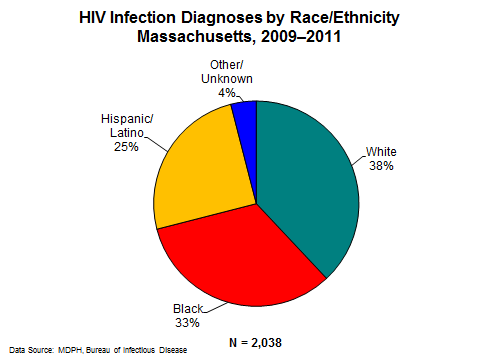 HIV Infection Diagnoses by Race/Ethnicity
Massachusetts, 2009–2011
Other/
Unknown
4%
Hispanic/
Latino
25%
White
38%
Black
33%
N = 2,038
Data Source: MDPH, Bureau of Infectious Disease